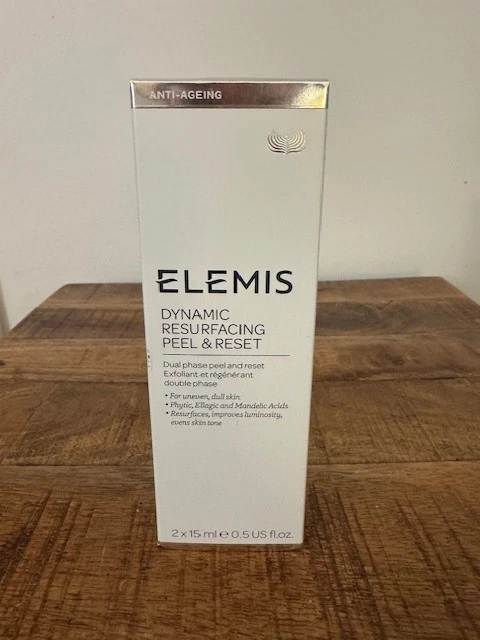 ANTI-AGEING
ELEMIS
DYNAMIC
RESURFACING
PEEL & RESET
Dual phase peel and reset
Exfoliant et régénérant
double phase
• For uneven, dull skin
• Phytic, Ellagic and Mandelic Acids
• Resurfaces, improves luminosity,
evens skin tone
2 x 15 ml ℮ 0.5 US fl.oz.